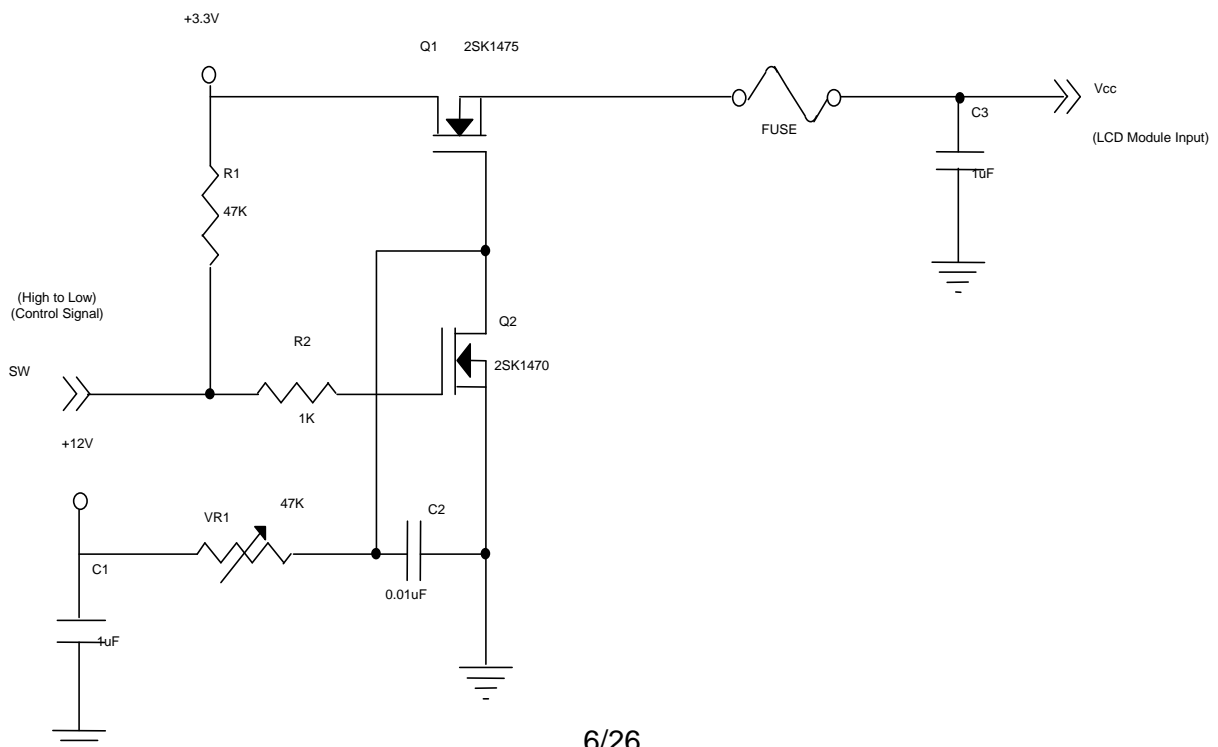 +3.3V
Q1 2SK1475
Vcc
C3
FUSE
(LCD Module Input)
1uF
R1
47K
(High to Low)
(Control Signal)
Q2
R2
2SK1470
SW
1K
+12V
47K
VR1
C2
C1
0.01uF
1uF
6/26